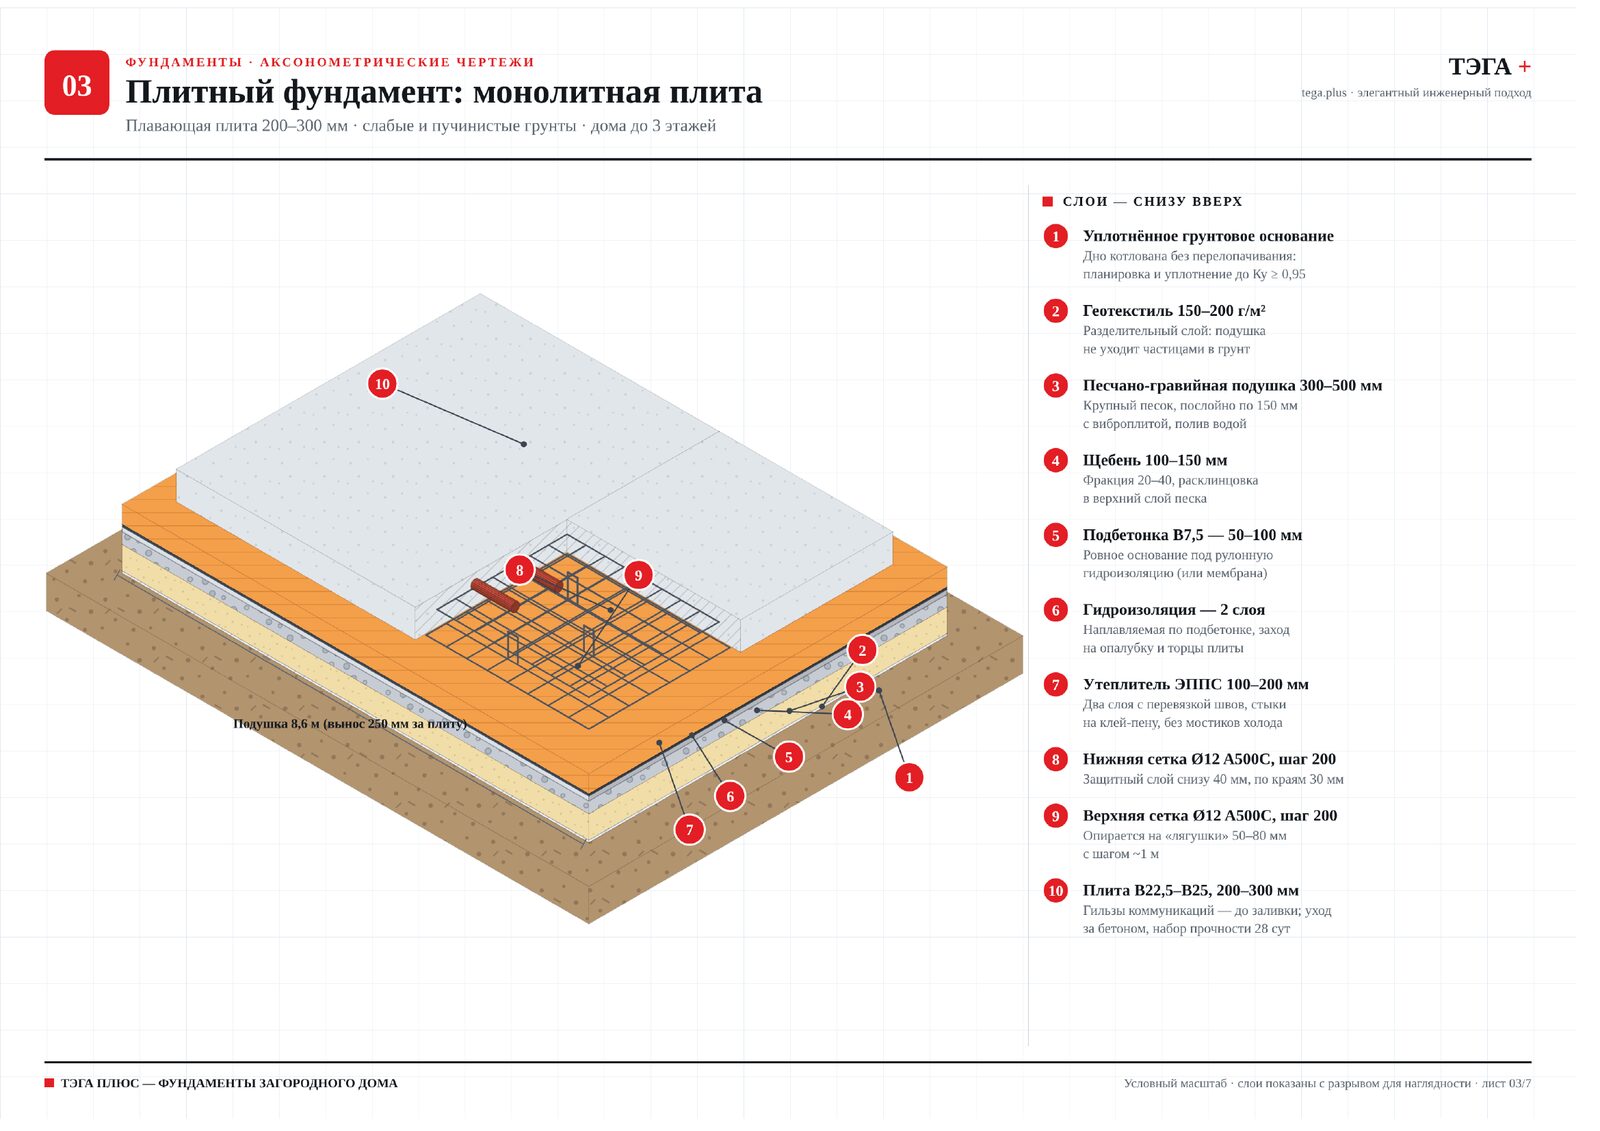 03
ФУНДАМЕНТЫ · АКСОНОМЕТРИЧЕСКИЕ ЧЕРТЕЖИ
Плитный фундамент: монолитная плита
Плавающая плита 200–300 мм · слабые и пучинистые грунты · дома до 3 этажей
ТЭГА +
tega.plus · элегантный инженерный подход
10
8
9
2
3
4
5
1
6
7
Подушка 8,6 м (вынос 250 мм за плиту)
СЛОИ — СНИЗУ ВВЕРХ
1 Уплотнённое грунтовое основание
Дно котлована без перелопачивания:
планировка и уплотнение до Ку ≥ 0,95
2 Геотекстиль 150–200 г/м²
Разделительный слой: подушка
не уходит частицами в грунт
3 Песчано-гравийная подушка 300–500 мм
Крупный песок, послойно по 150 мм
с виброплитой, полив водой
4 Щебень 100–150 мм
Фракция 20–40, расклинцовка
в верхний слой песка
5 Подбетонка В7,5 — 50–100 мм
Ровное основание под рулонную
гидроизоляцию (или мембрана)
6 Гидроизоляция — 2 слоя
Наплавляемая по подбетонке, заход
на опалубку и торцы плиты
7 Утеплитель ЭППС 100–200 мм
Два слоя с перевязкой швов, стыки
на клей-пену, без мостиков холода
8 Нижняя сетка Ø12 А500С, шаг 200
Защитный слой снизу 40 мм, по краям 30 мм
9 Верхняя сетка Ø12 А500С, шаг 200
Опирается на «лягушки» 50–80 мм
с шагом ~1 м
10 Плита В22,5–В25, 200–300 мм
Гильзы коммуникаций — до заливки; уход
за бетоном, набор прочности 28 сут
ТЭГА ПЛЮС — ФУНДАМЕНТЫ ЗАГОРОДНОГО ДОМА
Условный масштаб · слои показаны с разрывом для наглядности · лист 03/7